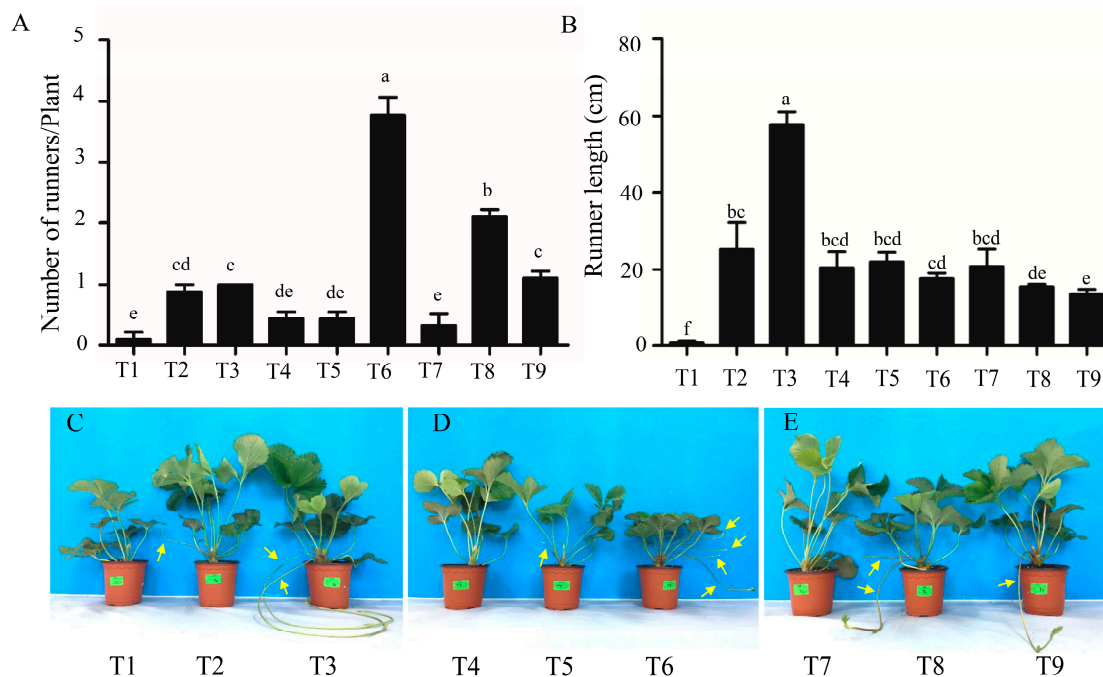 A
Number of runners/Plant
5
4
3
2
1
0
e
cd
c
de
de
a
e
b
c
T1 T2 T3 T4 T5 T6 T7 T8 T9
B
Runner length (cm)
80
60
40
20
0
f
bc
a
bcd
bcd
cd
bcd
de
e
T1 T2 T3 T4 T5 T6 T7 T8 T9
C
D
E
T1 T2 T3
T4 T5 T6
T7 T8 T9